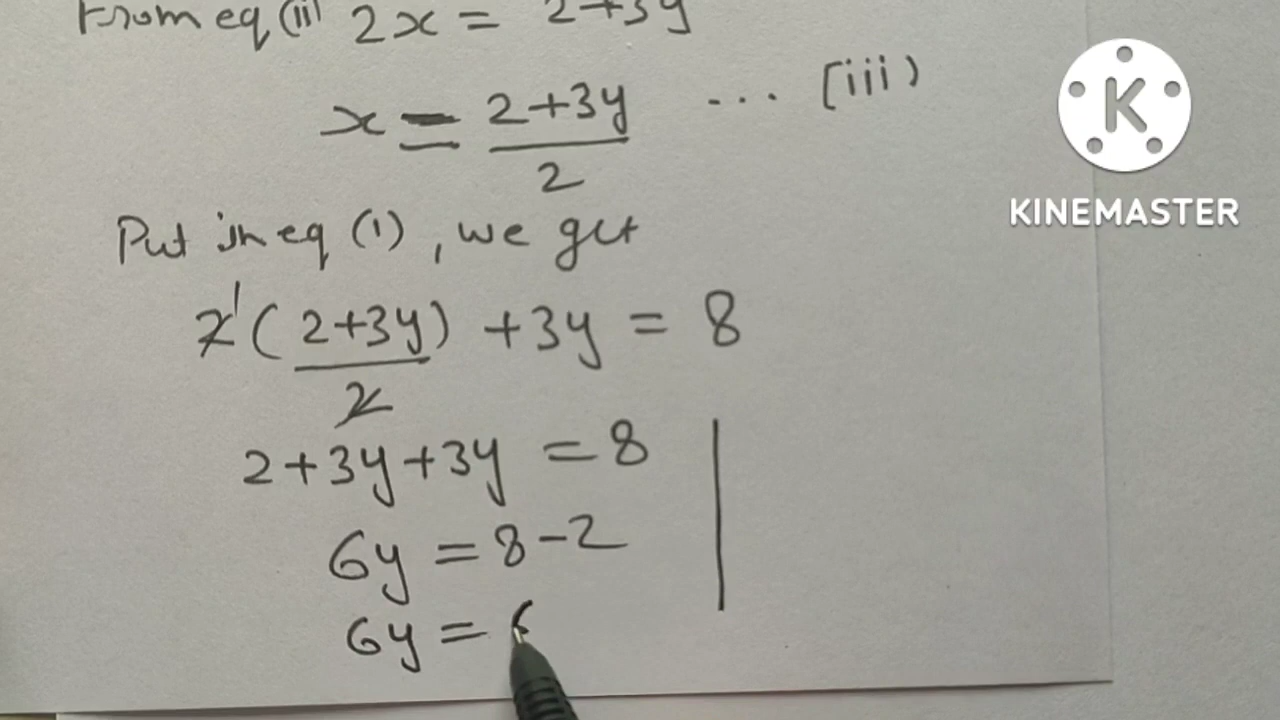 From eq (ii) 2x = 2+3y
x = 2+3y/2 ... (iii)
KINEMASTER
Put in eq (1), we get
2 1 (2+3y)/2 +3y = 8
2+3y+3y = 8
6y = 8-2
6y = 6